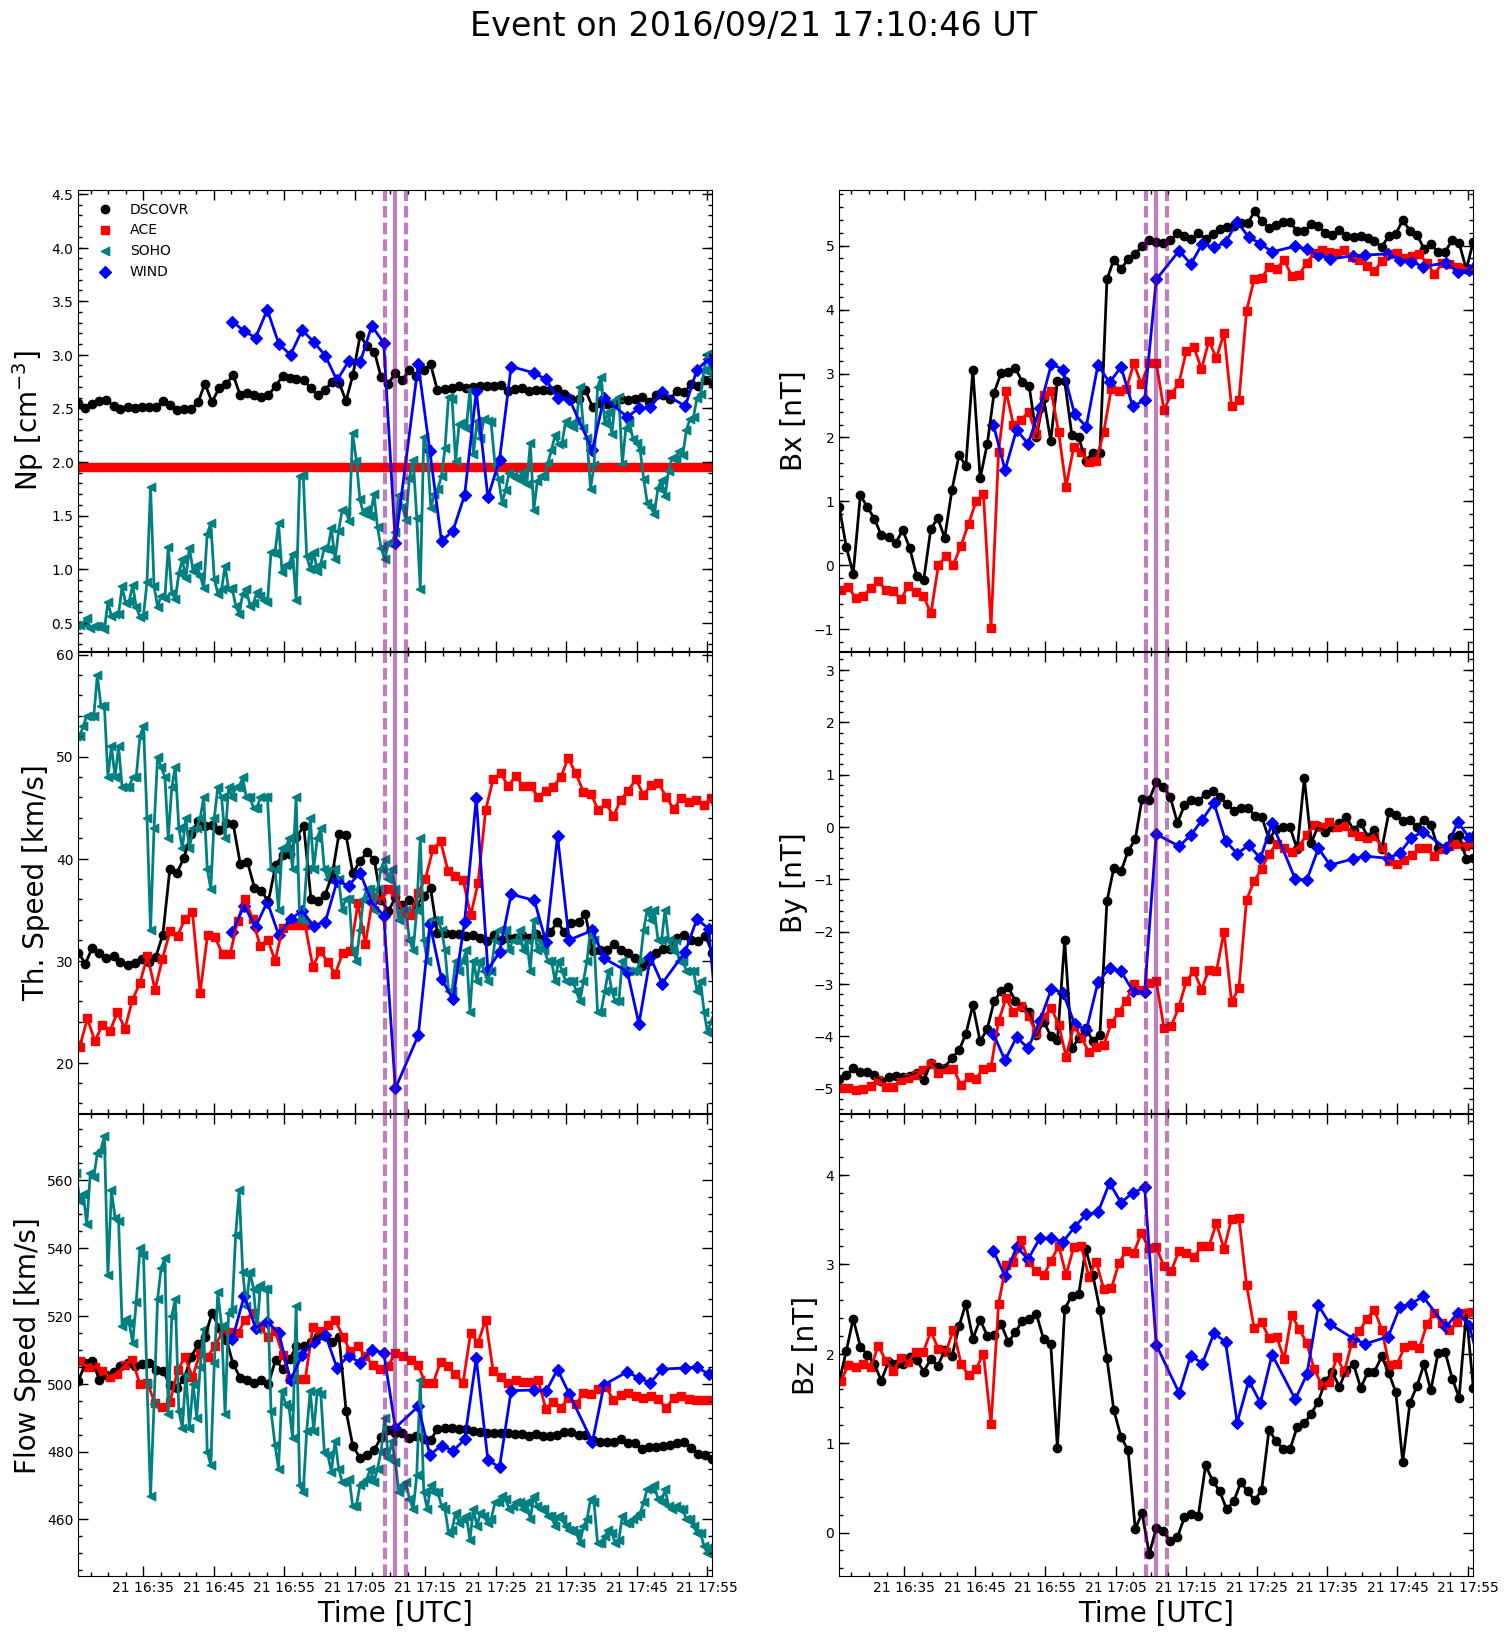 Event on 2016/09/21 17:10:46 UT
4.5
4.0
3.5
3.0
2.5
2.0
1.5
1.0
0.5
Np [cm⁻³]
DSCOVR
ACE
SOHO
WIND
5
4
3
2
1
0
−1
Bx [nT]
60
50
40
30
20
Th. Speed [km/s]
3
2
1
0
−1
−2
−3
−4
−5
By [nT]
560
540
520
500
480
460
Flow Speed [km/s]
21 16:35 21 16:45 21 16:55 21 17:05 21 17:15 21 17:25 21 17:35 21 17:45 21 17:55
Time [UTC]
4
3
2
1
0
Bz [nT]
21 16:35 21 16:45 21 16:55 21 17:05 21 17:15 21 17:25 21 17:35 21 17:45 21 17:55
Time [UTC]